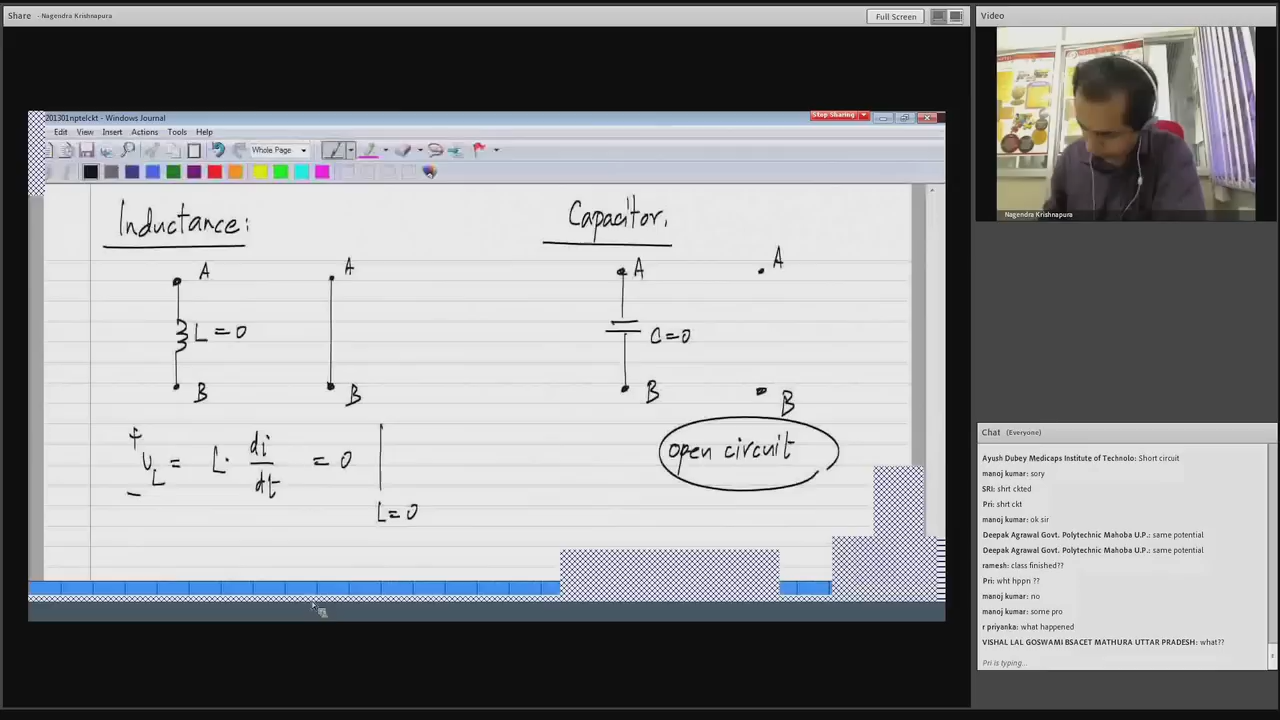 Share - Nagendra Krishnapura
Full Screen
Video
201301nptelckt - Windows Journal
Stop Sharing
Edit View Insert Actions Tools Help
Whole Page
Inductance:
A
A
L = 0
B
B
+
v_L = L · di/dt = 0
-
L = 0
Capacitor.
A
A
C = 0
B
B
open circuit
Nagendra Krishnapura
Chat (Everyone)
Ayush Dubey Medicaps Institute of Technolo: Short circuit
manoj kumar: sory
SRI: shrt ckted
Pri: shrt ckt
manoj kumar: ok sir
Deepak Agrawal Govt. Polytechnic Mahoba U.P.: same potential
Deepak Agrawal Govt. Polytechnic Mahoba U.P.: same potential
ramesh: class finished??
Pri: wht hppn ??
manoj kumar: no
manoj kumar: some pro
r priyanka: what happened
VISHAL LAL GOSWAMI BSACET MATHURA UTTAR PRADESH: what??
Pri is typing...